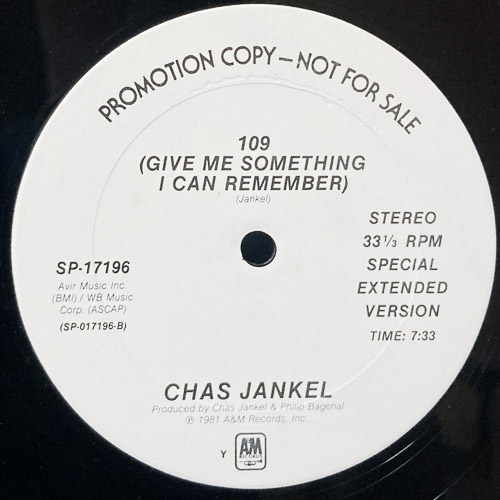 PROMOTION COPY — NOT FOR SALE
109
(GIVE ME SOMETHING
I CAN REMEMBER)
(Jankel)
STEREO
33⅓ RPM
SPECIAL
EXTENDED
VERSION
TIME: 7:33
SP-17196
Avir Music Inc.
(BMI) / WB Music
Corp. (ASCAP)
(SP-017196-B)
CHAS JANKEL
Produced by Chas Jankel & Philip Bagenal
℗ 1981 A&M Records, Inc.
Y
A&M
RECORDS